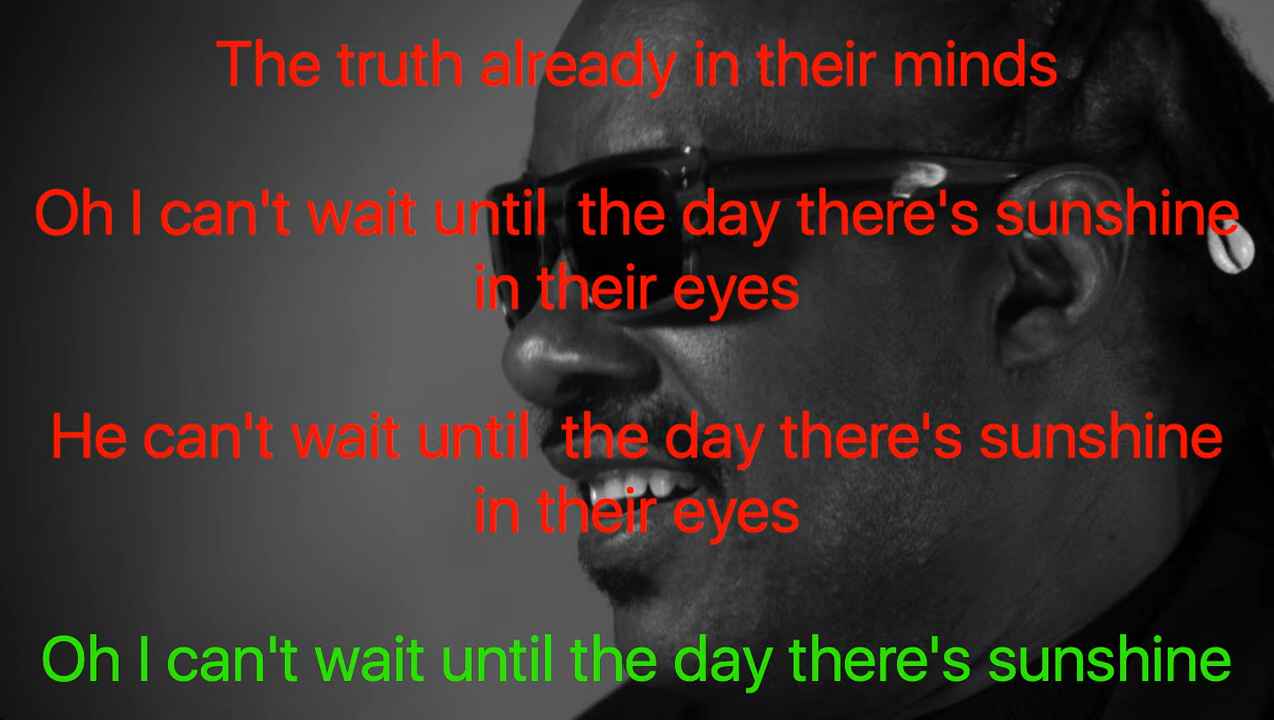 The truth already in their minds
Oh I can't wait until  the day there's sunshine
in their eyes
He can't wait until  the day there's sunshine
in their eyes
Oh I can't wait until the day there's sunshine